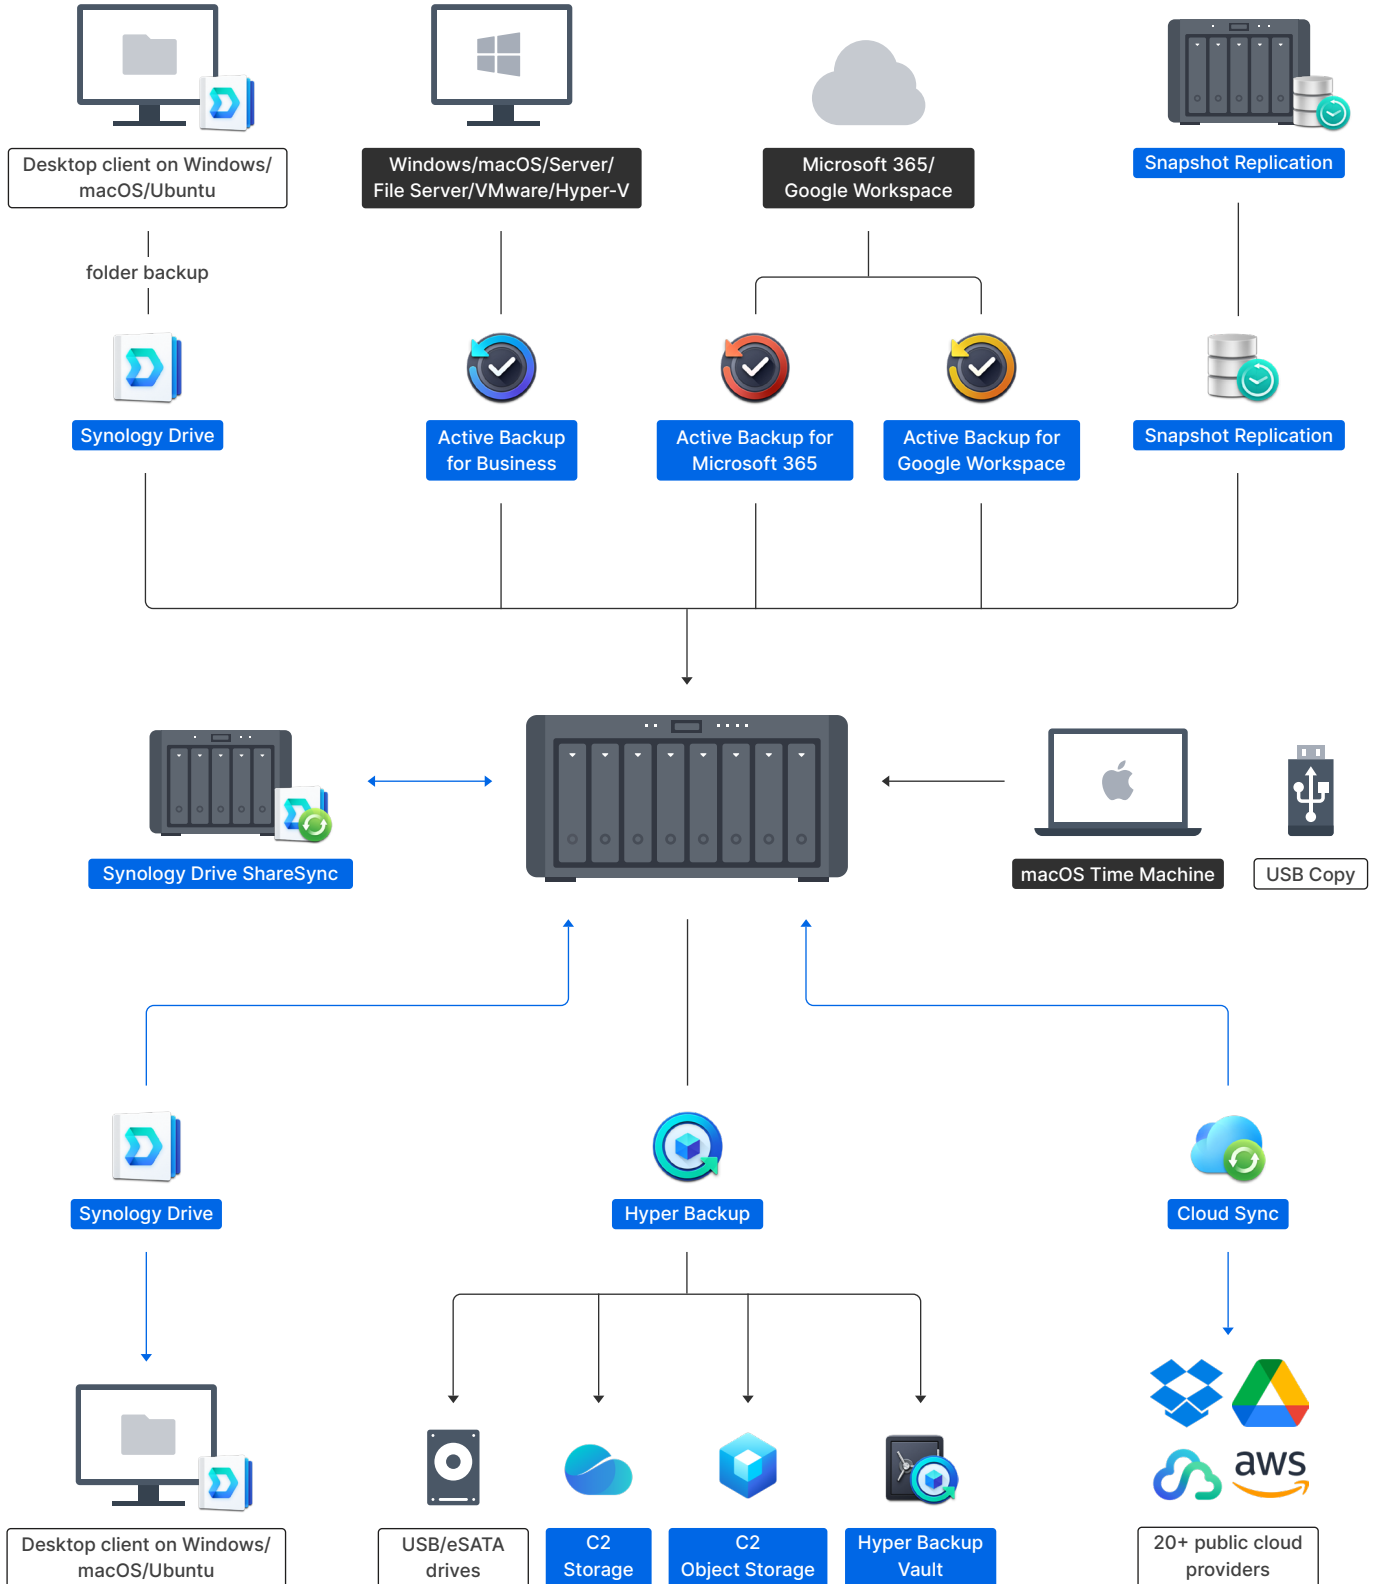 Desktop client on Windows/
macOS/Ubuntu
Windows/macOS/Server/
File Server/VMware/Hyper-V
Microsoft 365/
Google Workspace
Snapshot Replication
folder backup
Synology Drive
Active Backup
for Business
Active Backup for
Microsoft 365
Active Backup for
Google Workspace
Snapshot Replication
Synology Drive ShareSync
macOS Time Machine
USB Copy
Synology Drive
Hyper Backup
Cloud Sync
aws
Desktop client on Windows/
macOS/Ubuntu
USB/eSATA
drives
C2
Storage
C2
Object Storage
Hyper Backup
Vault
20+ public cloud
providers